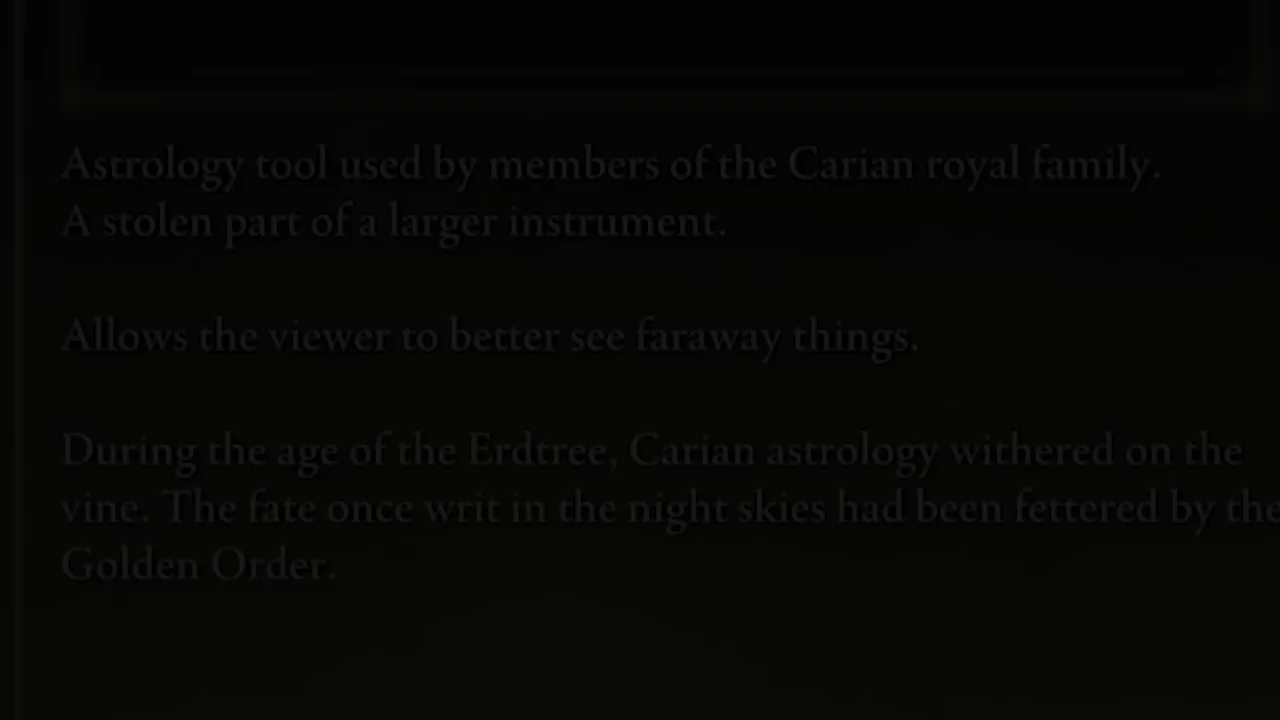 Astrology tool used by members of the Carian royal family.
A stolen part of a larger instrument.
Allows the viewer to better see faraway things.
During the age of the Erdtree, Carian astrology withered on the
vine. The fate once writ in the night skies had been fettered by the
Golden Order.